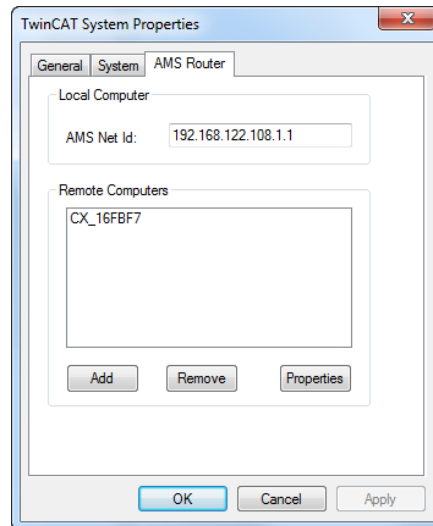 TwinCAT System Properties
General System AMS Router
Local Computer
AMS Net Id: 192.168.122.108.1.1
Remote Computers
CX_16FBF7
Add Remove Properties
OK Cancel Apply